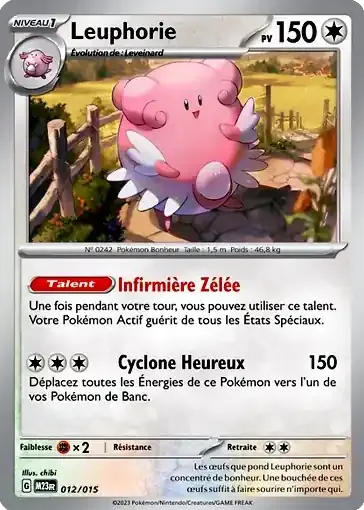 NIVEAU 1
Leuphorie
PV 150
Évolution de : Leveinard
N° 0242 Pokémon Bonheur Taille : 1,5 m Poids : 46,8 kg
Talent Infirmière Zélée
Une fois pendant votre tour, vous pouvez utiliser ce talent.
Votre Pokémon Actif guérit de tous les États Spéciaux.
Cyclone Heureux 150
Déplacez toutes les Énergies de ce Pokémon vers l'un de
vos Pokémon de Banc.
Faiblesse ×2 Résistance Retraite
Illus. chibi
G M23 FR 012/015
Les œufs que pond Leuphorie sont un
concentré de bonheur. Une bouchée de ces
œufs suffit à faire sourire n'importe qui.
©2023 Pokémon/Nintendo/Creatures/GAME FREAK.